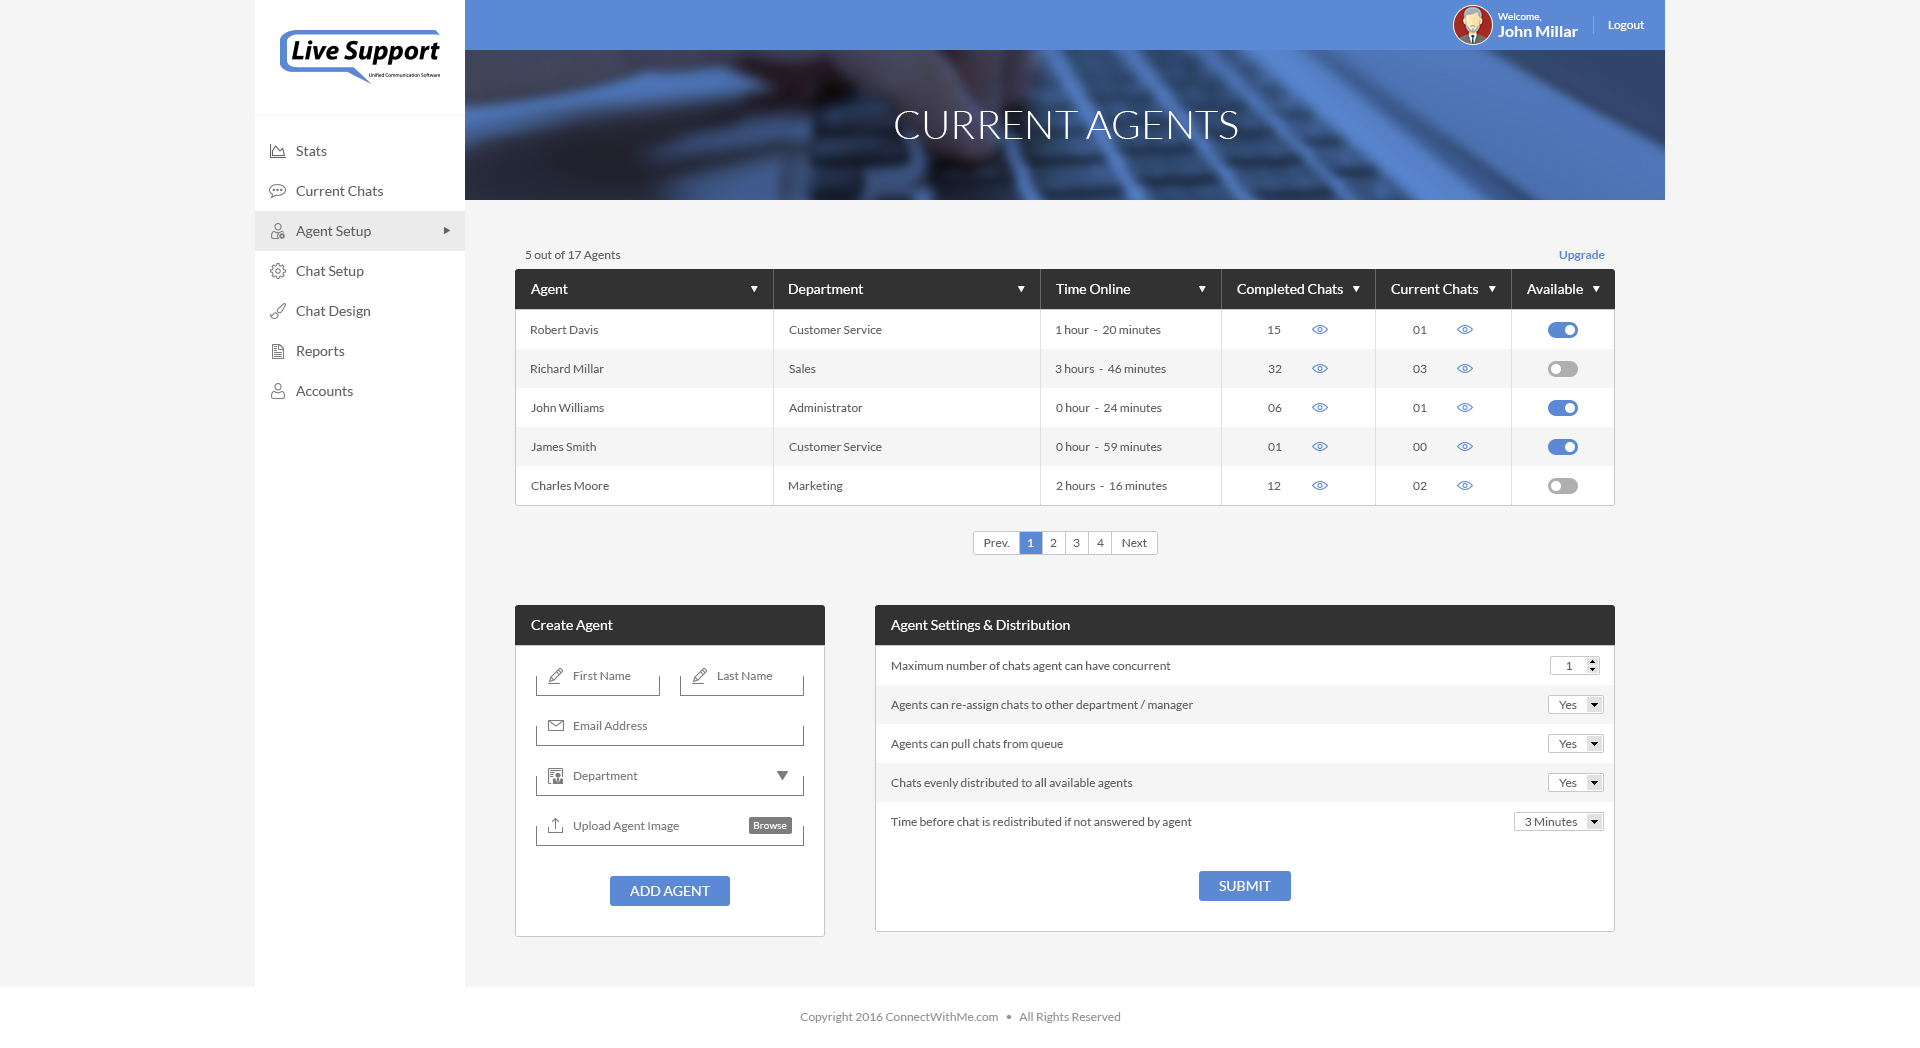 Live Support
Unified Communication Software
Welcome,
John Millar
Logout
CURRENT AGENTS
Stats
Current Chats
Agent Setup
Chat Setup
Chat Design
Reports
Accounts
5 out of 17 Agents Upgrade
Agent Department Time Online Completed Chats Current Chats Available
Robert Davis Customer Service 1 hour - 20 minutes 15 01
Richard Millar Sales 3 hours - 46 minutes 32 03
John Williams Administrator 0 hour - 24 minutes 06 01
James Smith Customer Service 0 hour - 59 minutes 01 00
Charles Moore Marketing 2 hours - 16 minutes 12 02
Prev. 1 2 3 4 Next
Create Agent
First Name Last Name
Email Address
Department
Upload Agent Image Browse
ADD AGENT
Agent Settings & Distribution
Maximum number of chats agent can have concurrent 1
Agents can re-assign chats to other department / manager Yes
Agents can pull chats from queue Yes
Chats evenly distributed to all available agents Yes
Time before chat is redistributed if not answered by agent 3 Minutes
SUBMIT
Copyright 2016 ConnectWithMe.com • All Rights Reserved